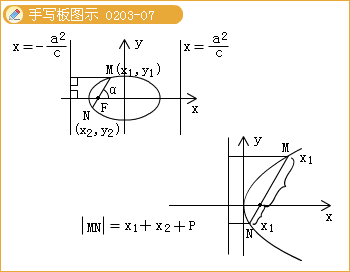 手写板图示 0203-07
x=-a²/c
y
x=a²/c
M(x₁,y₁)
α
N
F
x
(x₂,y₂)
y
M
x₁
x
N
x₁
|MN|=x₁+x₂+P